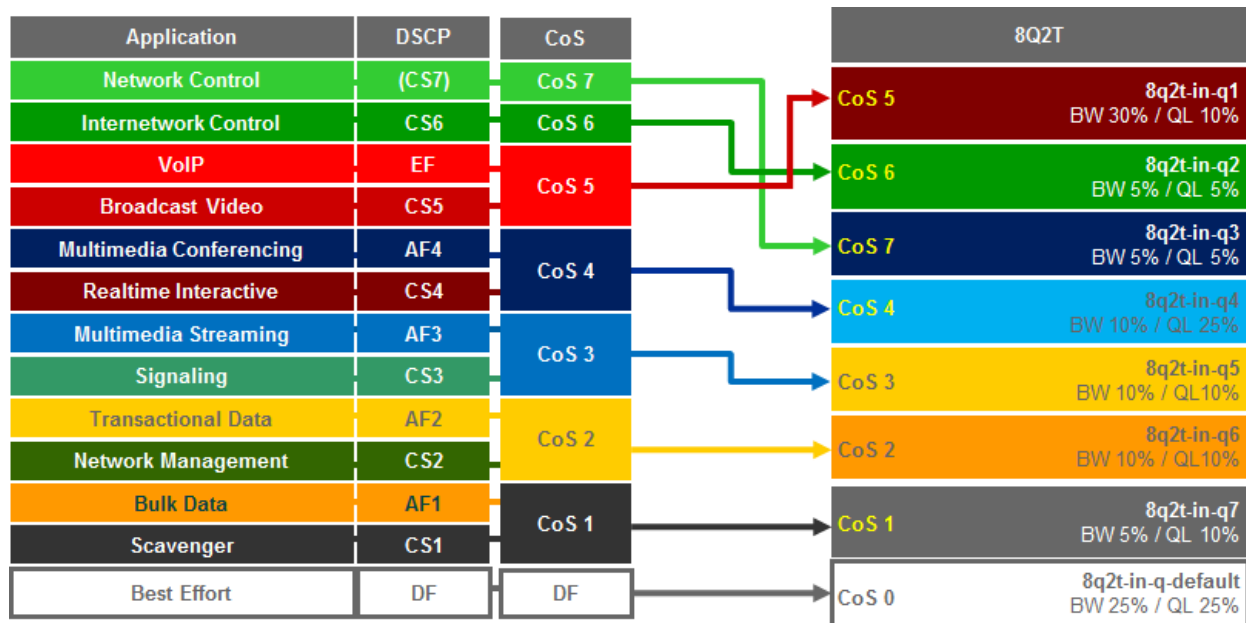 Application DSCP CoS
Network Control (CS7) CoS 7
Internetwork Control CS6 CoS 6
VoIP EF
CoS 5
Broadcast Video CS5
Multimedia Conferencing AF4
CoS 4
Realtime Interactive CS4
Multimedia Streaming AF3
CoS 3
Signaling CS3
Transactional Data AF2
CoS 2
Network Management CS2
Bulk Data AF1
CoS 1
Scavenger CS1
Best Effort DF DF
8Q2T
8q2t-in-q1
CoS 5
BW 30% / QL 10%
8q2t-in-q2
CoS 6
BW 5% / QL 5%
8q2t-in-q3
CoS 7
BW 5% / QL 5%
8q2t-in-q4
CoS 4
BW 10% / QL 25%
8q2t-in-q5
CoS 3
BW 10% / QL10%
8q2t-in-q6
CoS 2
BW 10% / QL10%
8q2t-in-q7
CoS 1
BW 5% / QL 10%
8q2t-in-q-default
CoS 0
BW 25% / QL 25%